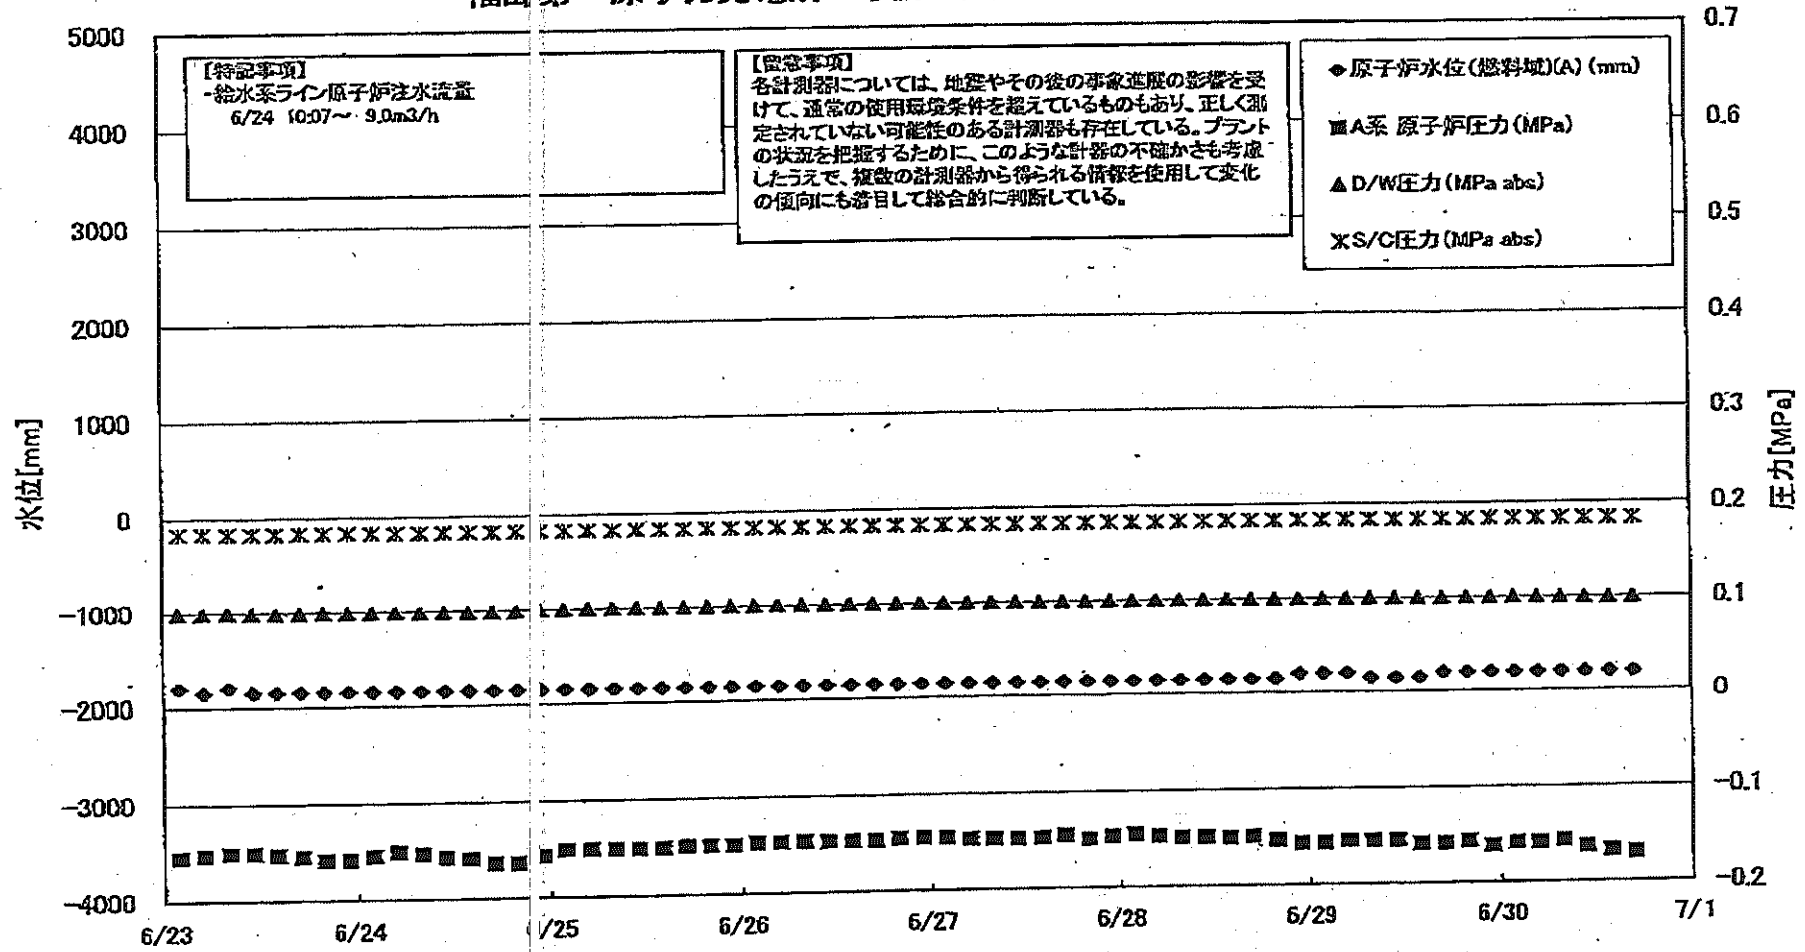 5000
4000
3000
2000
1000
0
-1000
-2000
-3000
-4000
水位[mm]
【特記事項】
・給水系ライン原子炉注水流量
6/24 10:07～ 9.0m3/h
【留意事項】
各計測器については、地震やその後の事象進展の影響を受
けて、通常の使用環境条件を超えているものもあり、正しく測
定されていない可能性のある計測器も存在している。プラント
の状況を把握するために、このような計器の不確かさも考慮
したうえで、複数の計測器から得られる情報を使用して変化
の傾向にも着目して総合的に判断している。
原子炉水位(燃料域)(A) (mm)
A系 原子炉圧力(MPa)
D/W圧力(MPa abs)
S/C圧力(MPa abs)
0.7
0.6
0.5
0.4
0.3
0.2
0.1
0
-0.1
-0.2
圧力[MPa]
6/23
6/24
/25
6/26
6/27
6/28
6/29
6/30
7/1